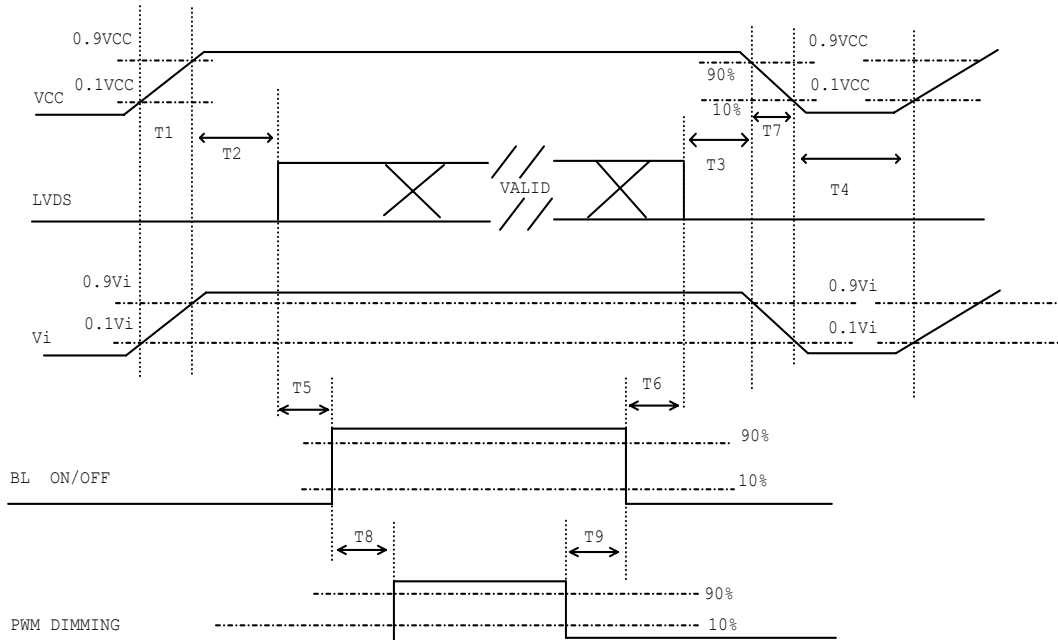 0.9VCC
0.9VCC
90%
0.1VCC
0.1VCC
VCC
10%
T1
T7
T2
T3
T4
LVDS
VALID
0.9Vi
0.9Vi
0.1Vi
0.1Vi
Vi
T5
T6
90%
BL ON/OFF
10%
T8
T9
90%
PWM DIMMING
10%